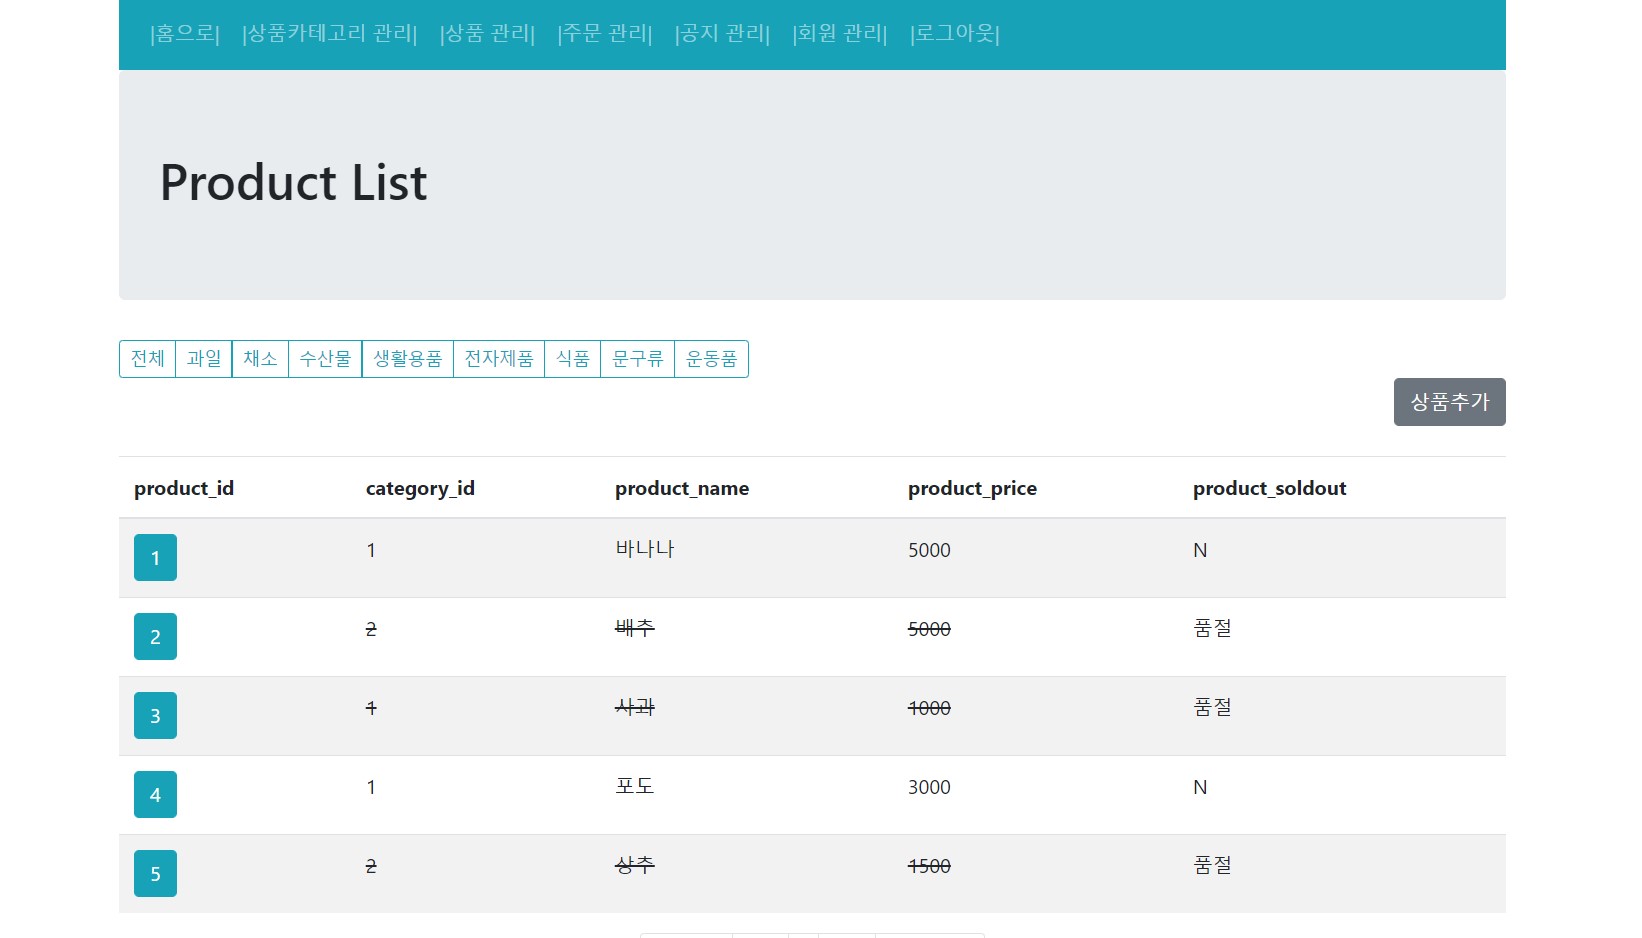 |홈으로| |상품카테고리 관리| |상품 관리| |주문 관리| |공지 관리| |회원 관리| |로그아웃|
Product List
전체 과일 채소 수산물 생활용품 전자제품 식품 문구류 운동품
상품추가
product_id category_id product_name product_price product_soldout
1 1 바나나 5000 N
2 2 배추 5000 품절
3 1 사과 1000 품절
4 1 포도 3000 N
5 2 상추 1500 품절